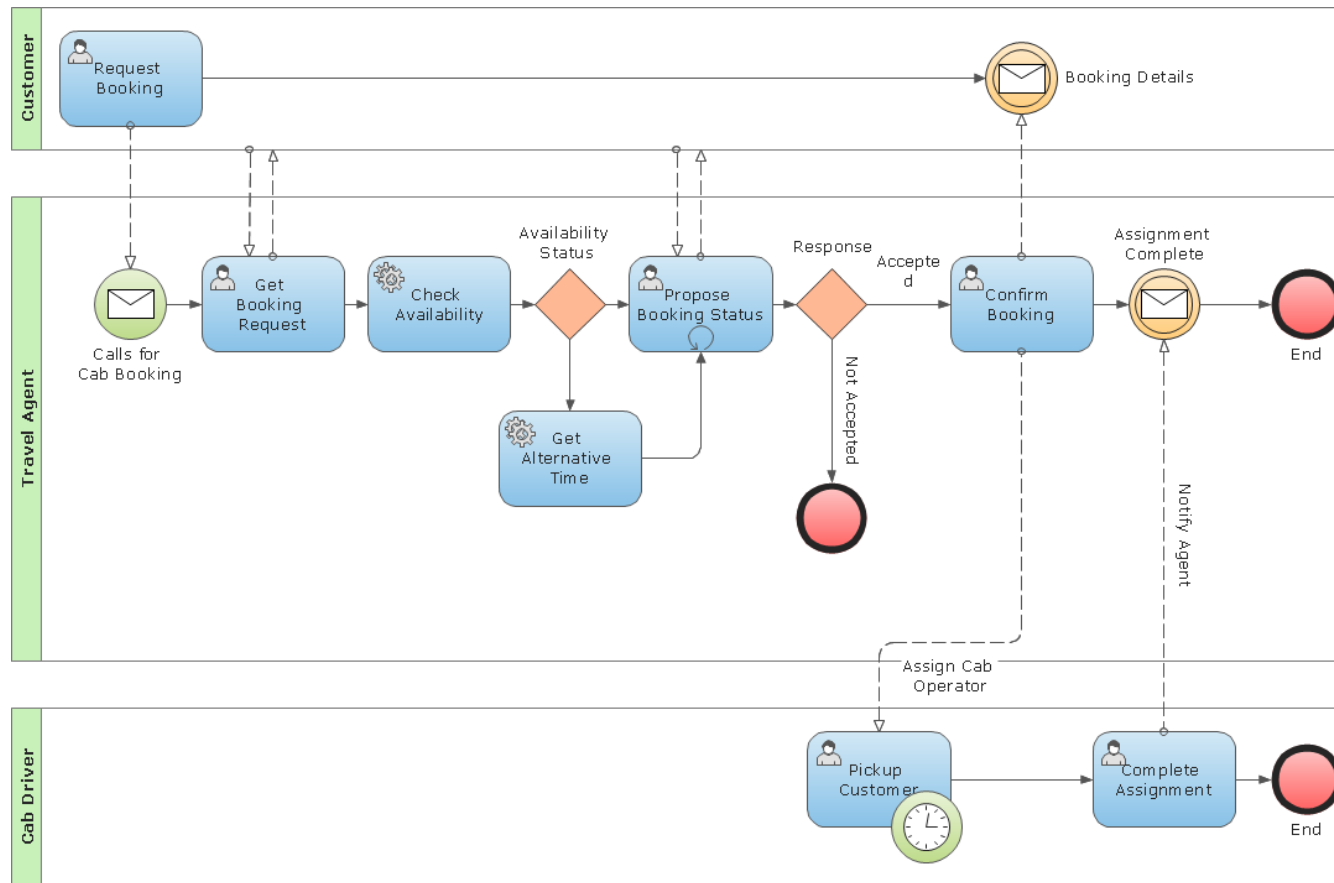 Customer
Request
Booking
Booking Details
Travel Agent
Calls for
Cab Booking
Get
Booking
Request
Check
Availability
Availability
Status
Get
Alternative
Time
Propose
Booking Status
Response
Accepte
d
Not Accepted
Confirm
Booking
Assignment
Complete
End
Notify Agent
Assign Cab
Operator
Cab Driver
Pickup
Customer
Complete
Assignment
End